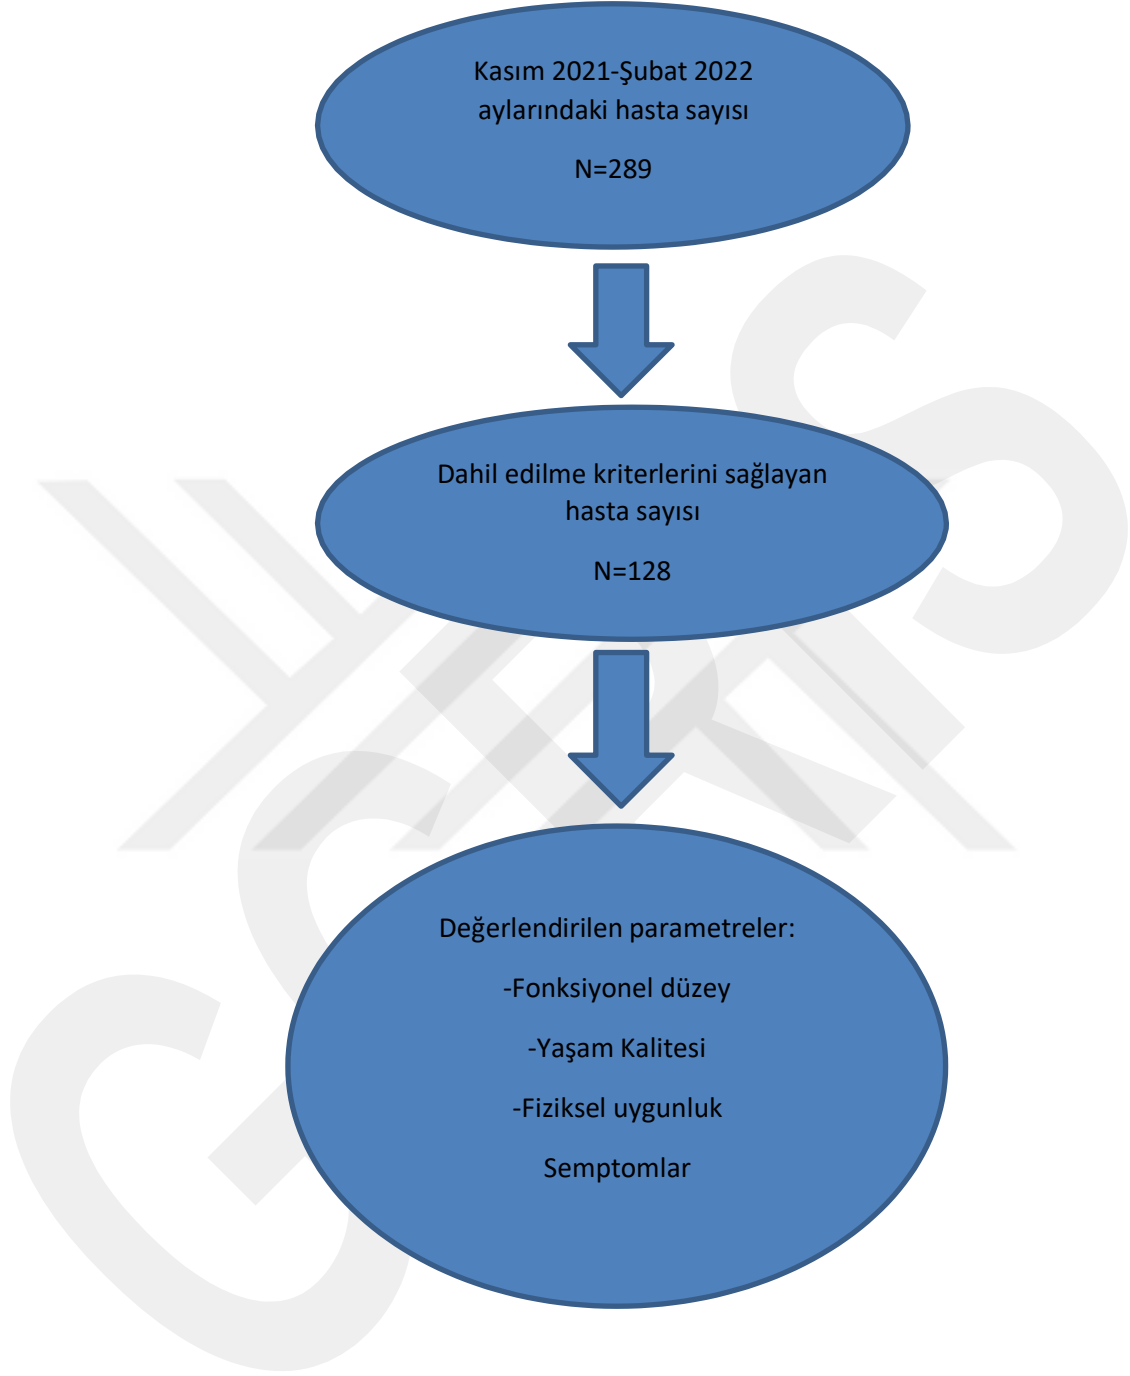 Kasım 2021-Şubat 2022
aylarındaki hasta sayısı
N=289
Dahil edilme kriterlerini sağlayan
hasta sayısı
N=128
Değerlendirilen parametreler:
-Fonksiyonel düzey
-Yaşam Kalitesi
-Fiziksel uygunluk
Semptomlar